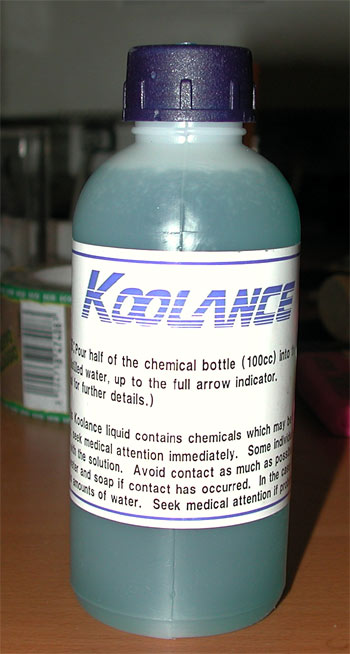 KOOLANCE
Pour half of the chemical bottle (100cc) into
water, up to the full arrow indicator.
for further details.)
Koolance liquid contains chemicals which may
seek medical attention immediately. Some
the solution. Avoid contact as much as
and soap if contact has occurred. In the
amounts of water. Seek medical attention if